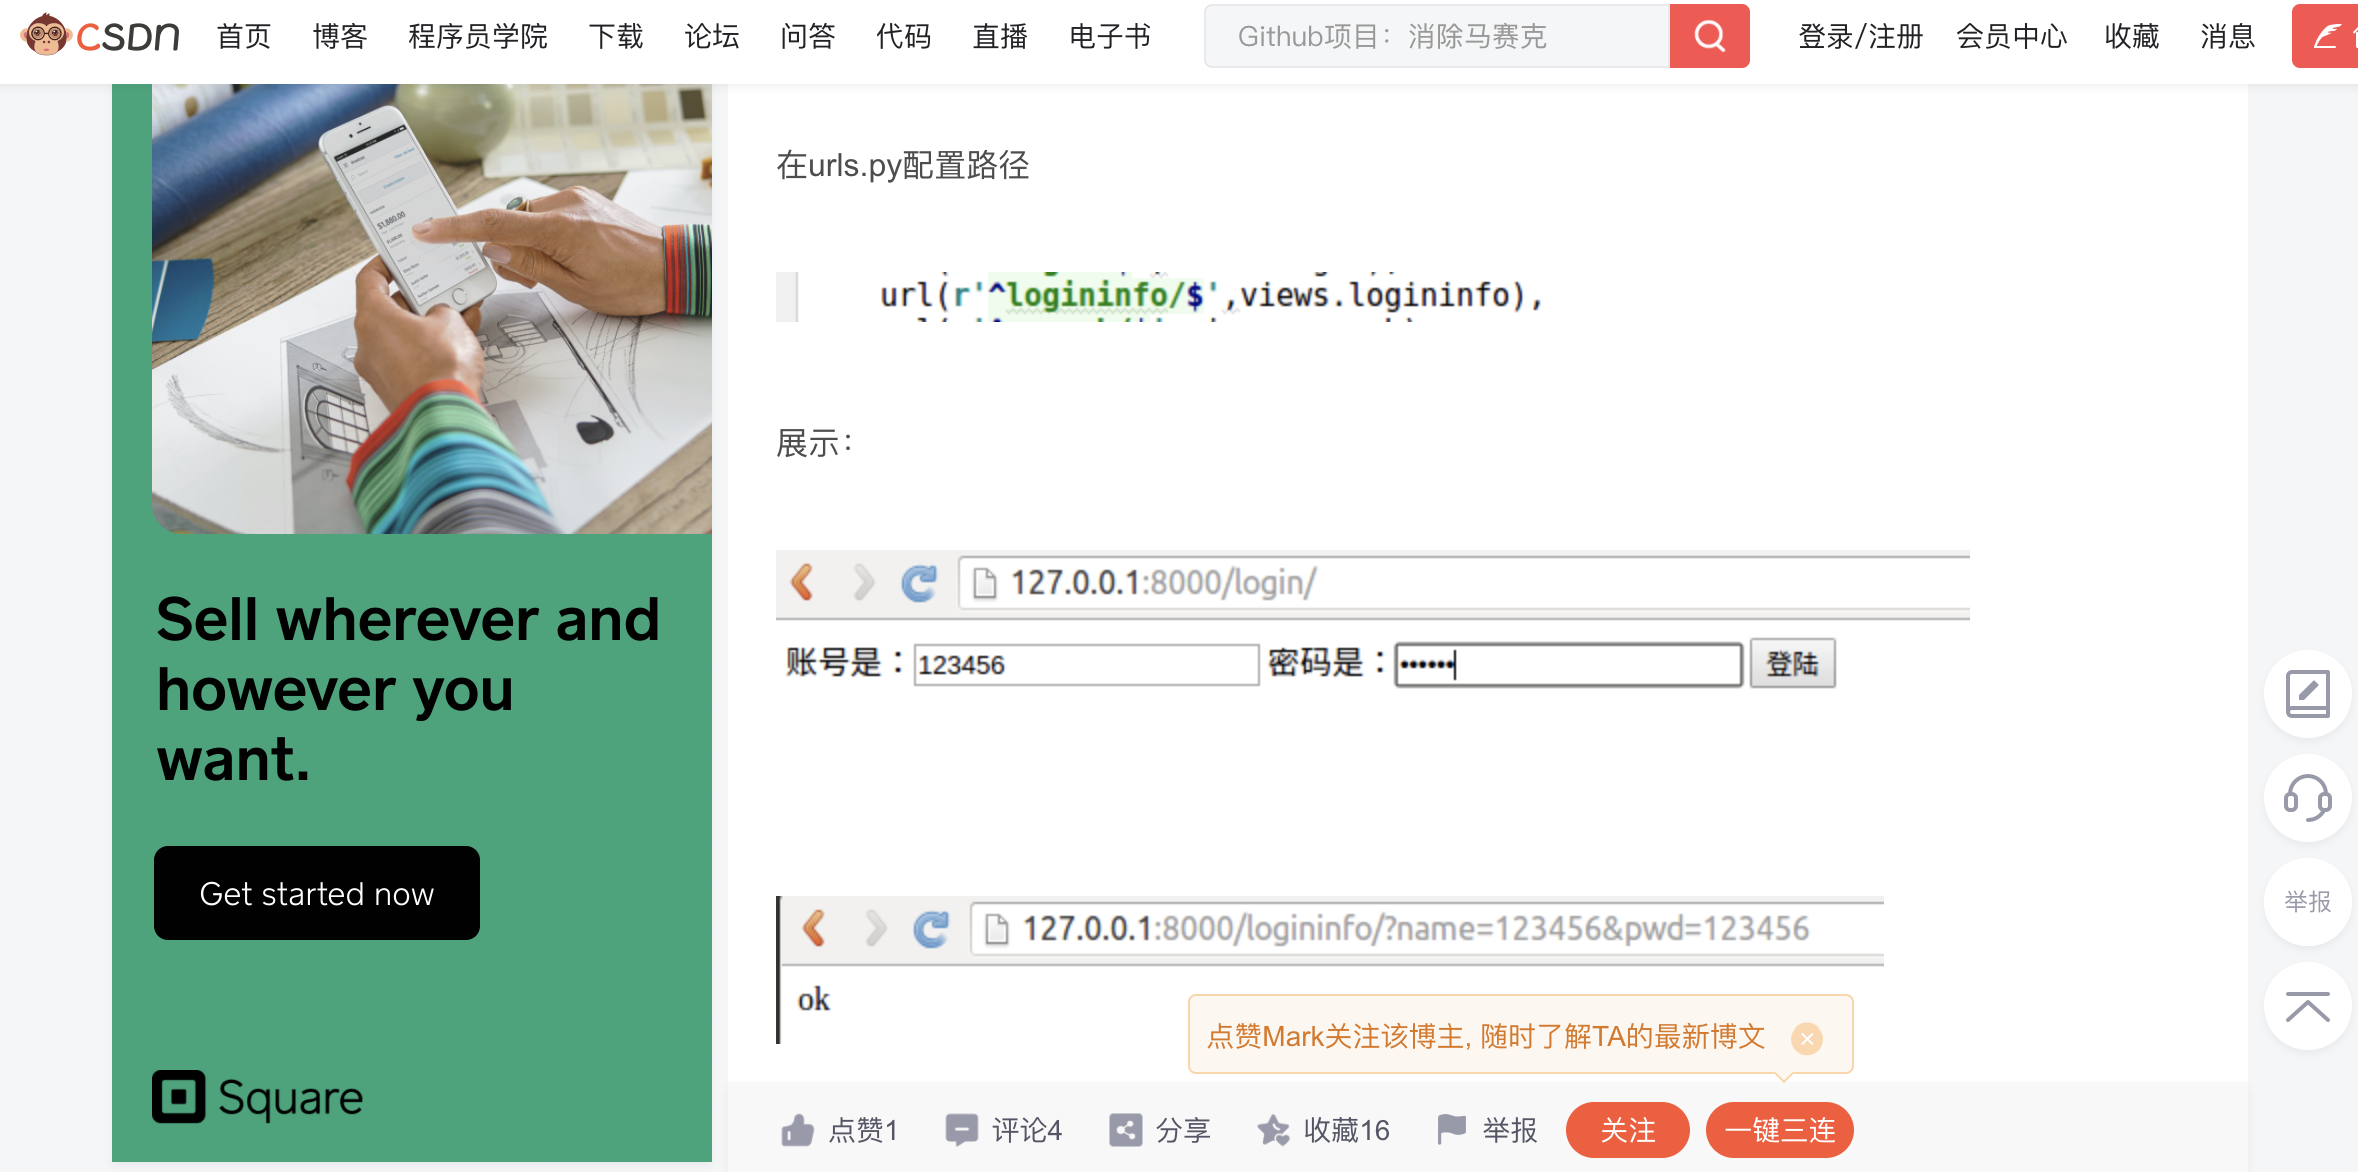 CSDN 首页 博客 程序员学院 下载 论坛 问答 代码 直播 电子书 Github项目：消除马赛克 登录/注册 会员中心 收藏 消息
在urls.py配置路径
url(r'^logininfo/$',views.logininfo),
展示：
127.0.0.1:8000/login/
账号是：123456 密码是：•••••• 登陆
127.0.0.1:8000/logininfo/?name=123456&pwd=123456
ok
点赞Mark关注该博主, 随时了解TA的最新博文
点赞1 评论4 分享 收藏16 举报 关注 一键三连
$1,880.00
Sell wherever and
however you
want.
Get started now
Square
举报